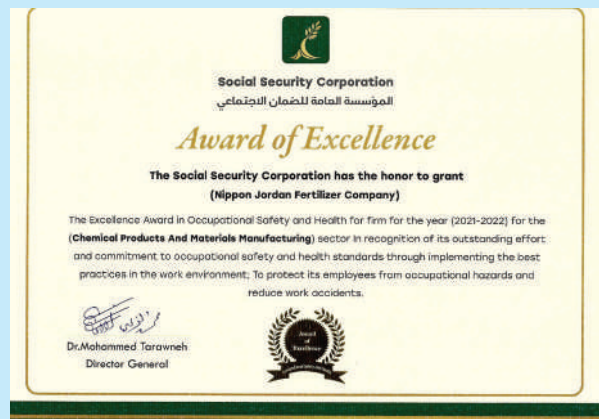 Social Security Corporation
المؤسسة العامة للضمان الاجتماعي
Award of Excellence
The Social Security Corporation has the honor to grant
(Nippon Jordan Fertilizer Company)
The Excellence Award in Occupational Safety and Health for firm for the year (2021-2022) for the
(Chemical Products And Materials Manufacturing) sector in recognition of its outstanding effort
and commitment to occupational safety and health standards through implementing the best
practices in the work environment; To protect its employees from occupational hazards and
reduce work accidents.
Dr.Mohammed Tarawneh
Director General
Award
of
Excellence